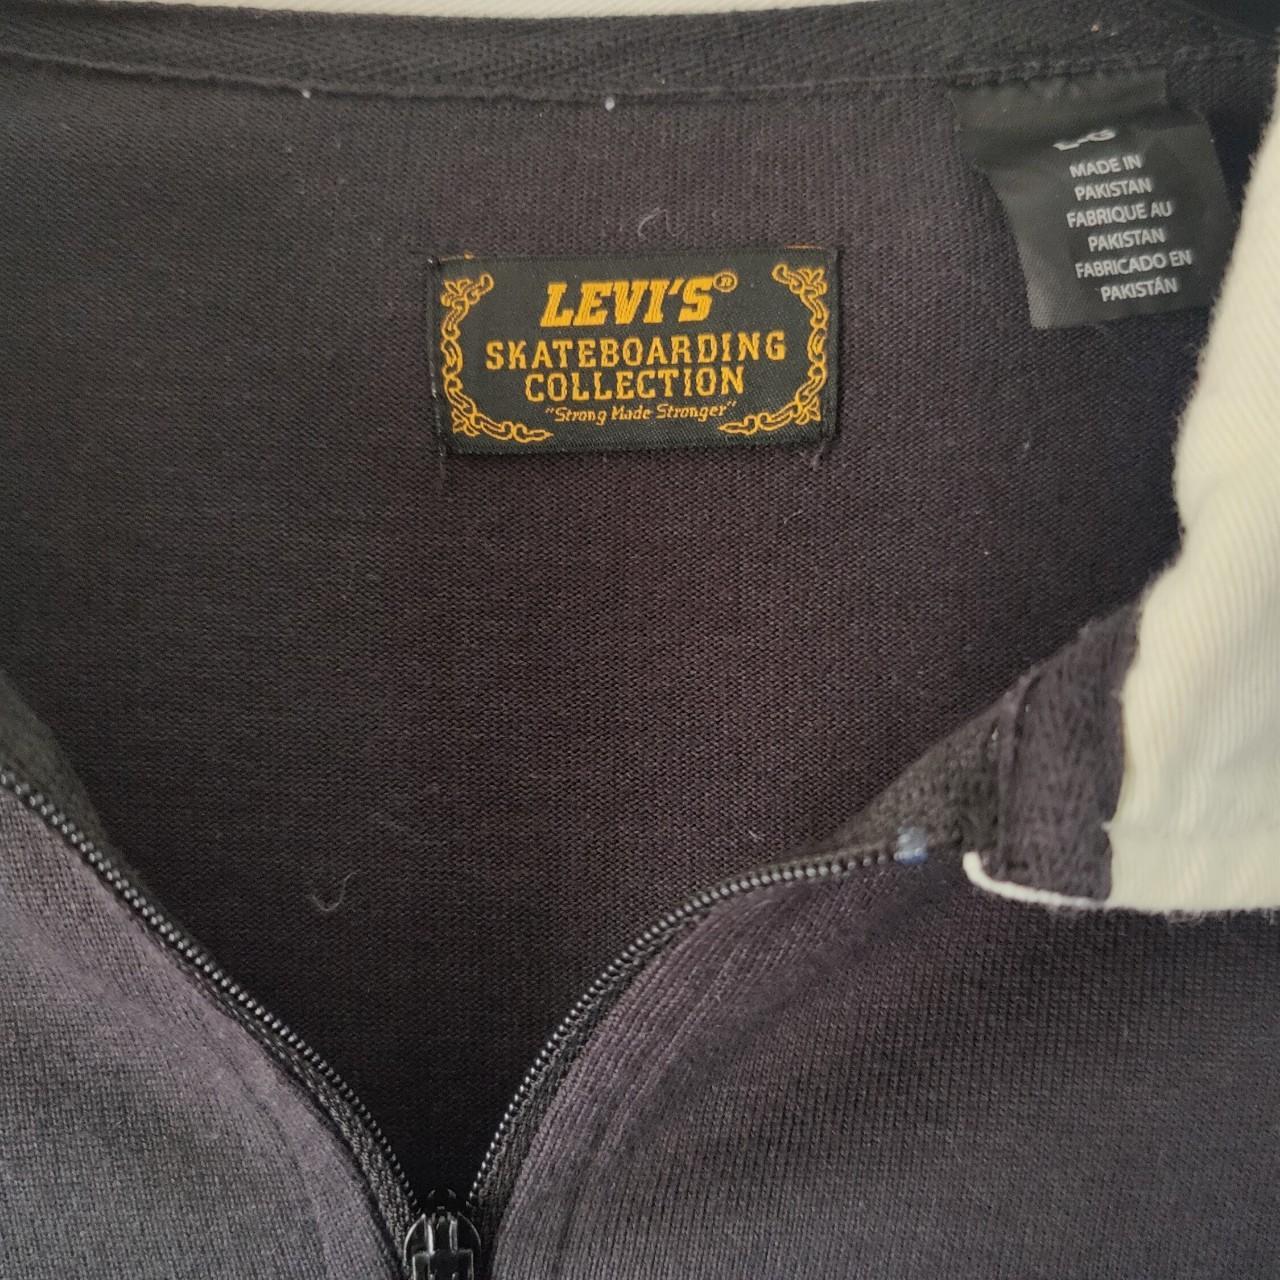 LEVI'S®
SKATEBOARDING
COLLECTION
"Strong Made Stronger"
MADE IN
PAKISTAN
FABRIQUE AU
PAKISTAN
FABRICADO EN
PAKISTÁN